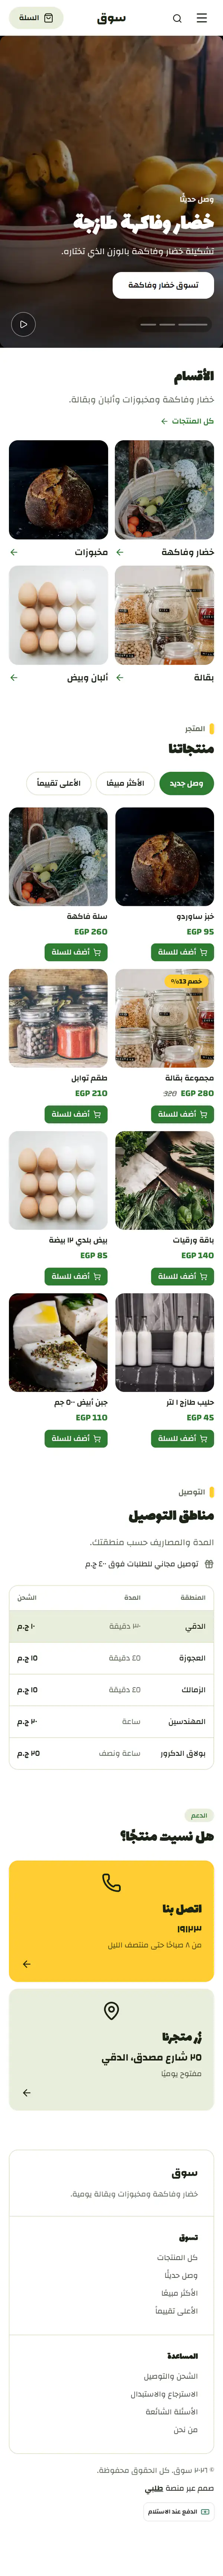 السلة
سوق
وصل حديثًا
خضار وفاكهة طازجة
تشكيلة خضار وفاكهة بالوزن الذي تختاره.
تسوق خضار وفاكهة
الأقسام
خضار وفاكهة ومخبوزات وألبان وبقالة.
كل المنتجات
خضار وفاكهة
مخبوزات
بقالة
ألبان وبيض
المتجر
منتجاتنا
وصل جديد
الأكثر مبيعًا
الأعلى تقييماً
خبز ساوردو
95 EGP
أضف للسلة
سلة فاكهة
260 EGP
أضف للسلة
خصم 13%
مجموعة بقالة
280 EGP 320
أضف للسلة
طقم توابل
210 EGP
أضف للسلة
باقة ورقيات
140 EGP
أضف للسلة
بيض بلدي ١٢ بيضة
85 EGP
أضف للسلة
حليب طازج ١ لتر
45 EGP
أضف للسلة
جبن أبيض ٥٠٠ جم
110 EGP
أضف للسلة
التوصيل
مناطق التوصيل
المدة والمصاريف حسب منطقتك.
توصيل مجاني للطلبات فوق ٤٠٠ ج.م
المنطقة المدة الشحن
الدقي ٣٠ دقيقة ١٠ ج.م
العجوزة ٤٥ دقيقة ١٥ ج.م
الزمالك ٤٥ دقيقة ١٥ ج.م
المهندسين ساعة ٢٠ ج.م
بولاق الدكرور ساعة ونصف ٢٥ ج.م
الدعم
هل نسيت منتجًا؟
اتصل بنا
١٩١٢٣
من ٨ صباحًا حتى منتصف الليل
زُر متجرنا
٢٥ شارع مصدق، الدقي
مفتوح يوميًا
سوق
خضار وفاكهة ومخبوزات وبقالة يومية.
تسوق
كل المنتجات
وصل حديثًا
الأكثر مبيعًا
الأعلى تقييماً
المساعدة
الشحن والتوصيل
الاسترجاع والاستبدال
الأسئلة الشائعة
من نحن
© ٢٠٢٦ سوق. كل الحقوق محفوظة.
صمم عبر منصة طلبي
الدفع عند الاستلام